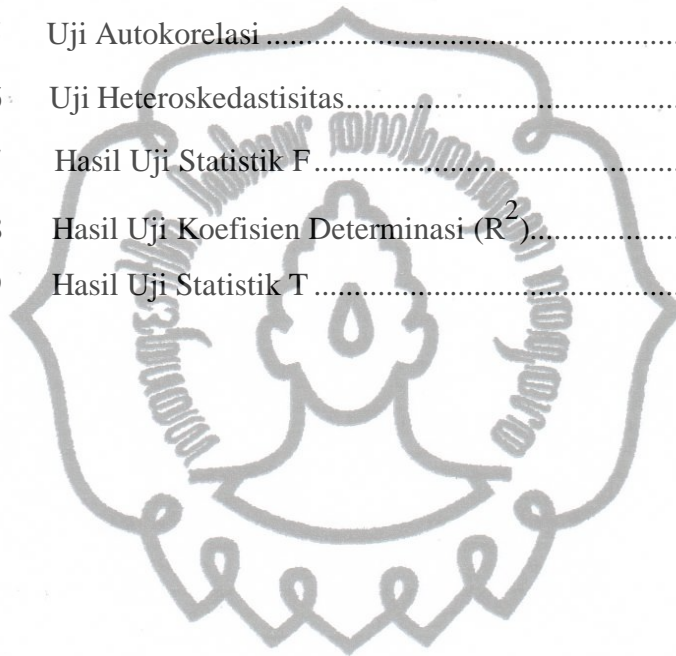 Uji Autokorelasi ..........................................................
Uji Heteroskedastisitas..............................................
Hasil Uji Statistik F ...................................................
Hasil Uji Koefisien Determinasi (R²)......................
Hasil Uji Statistik T ...................................................